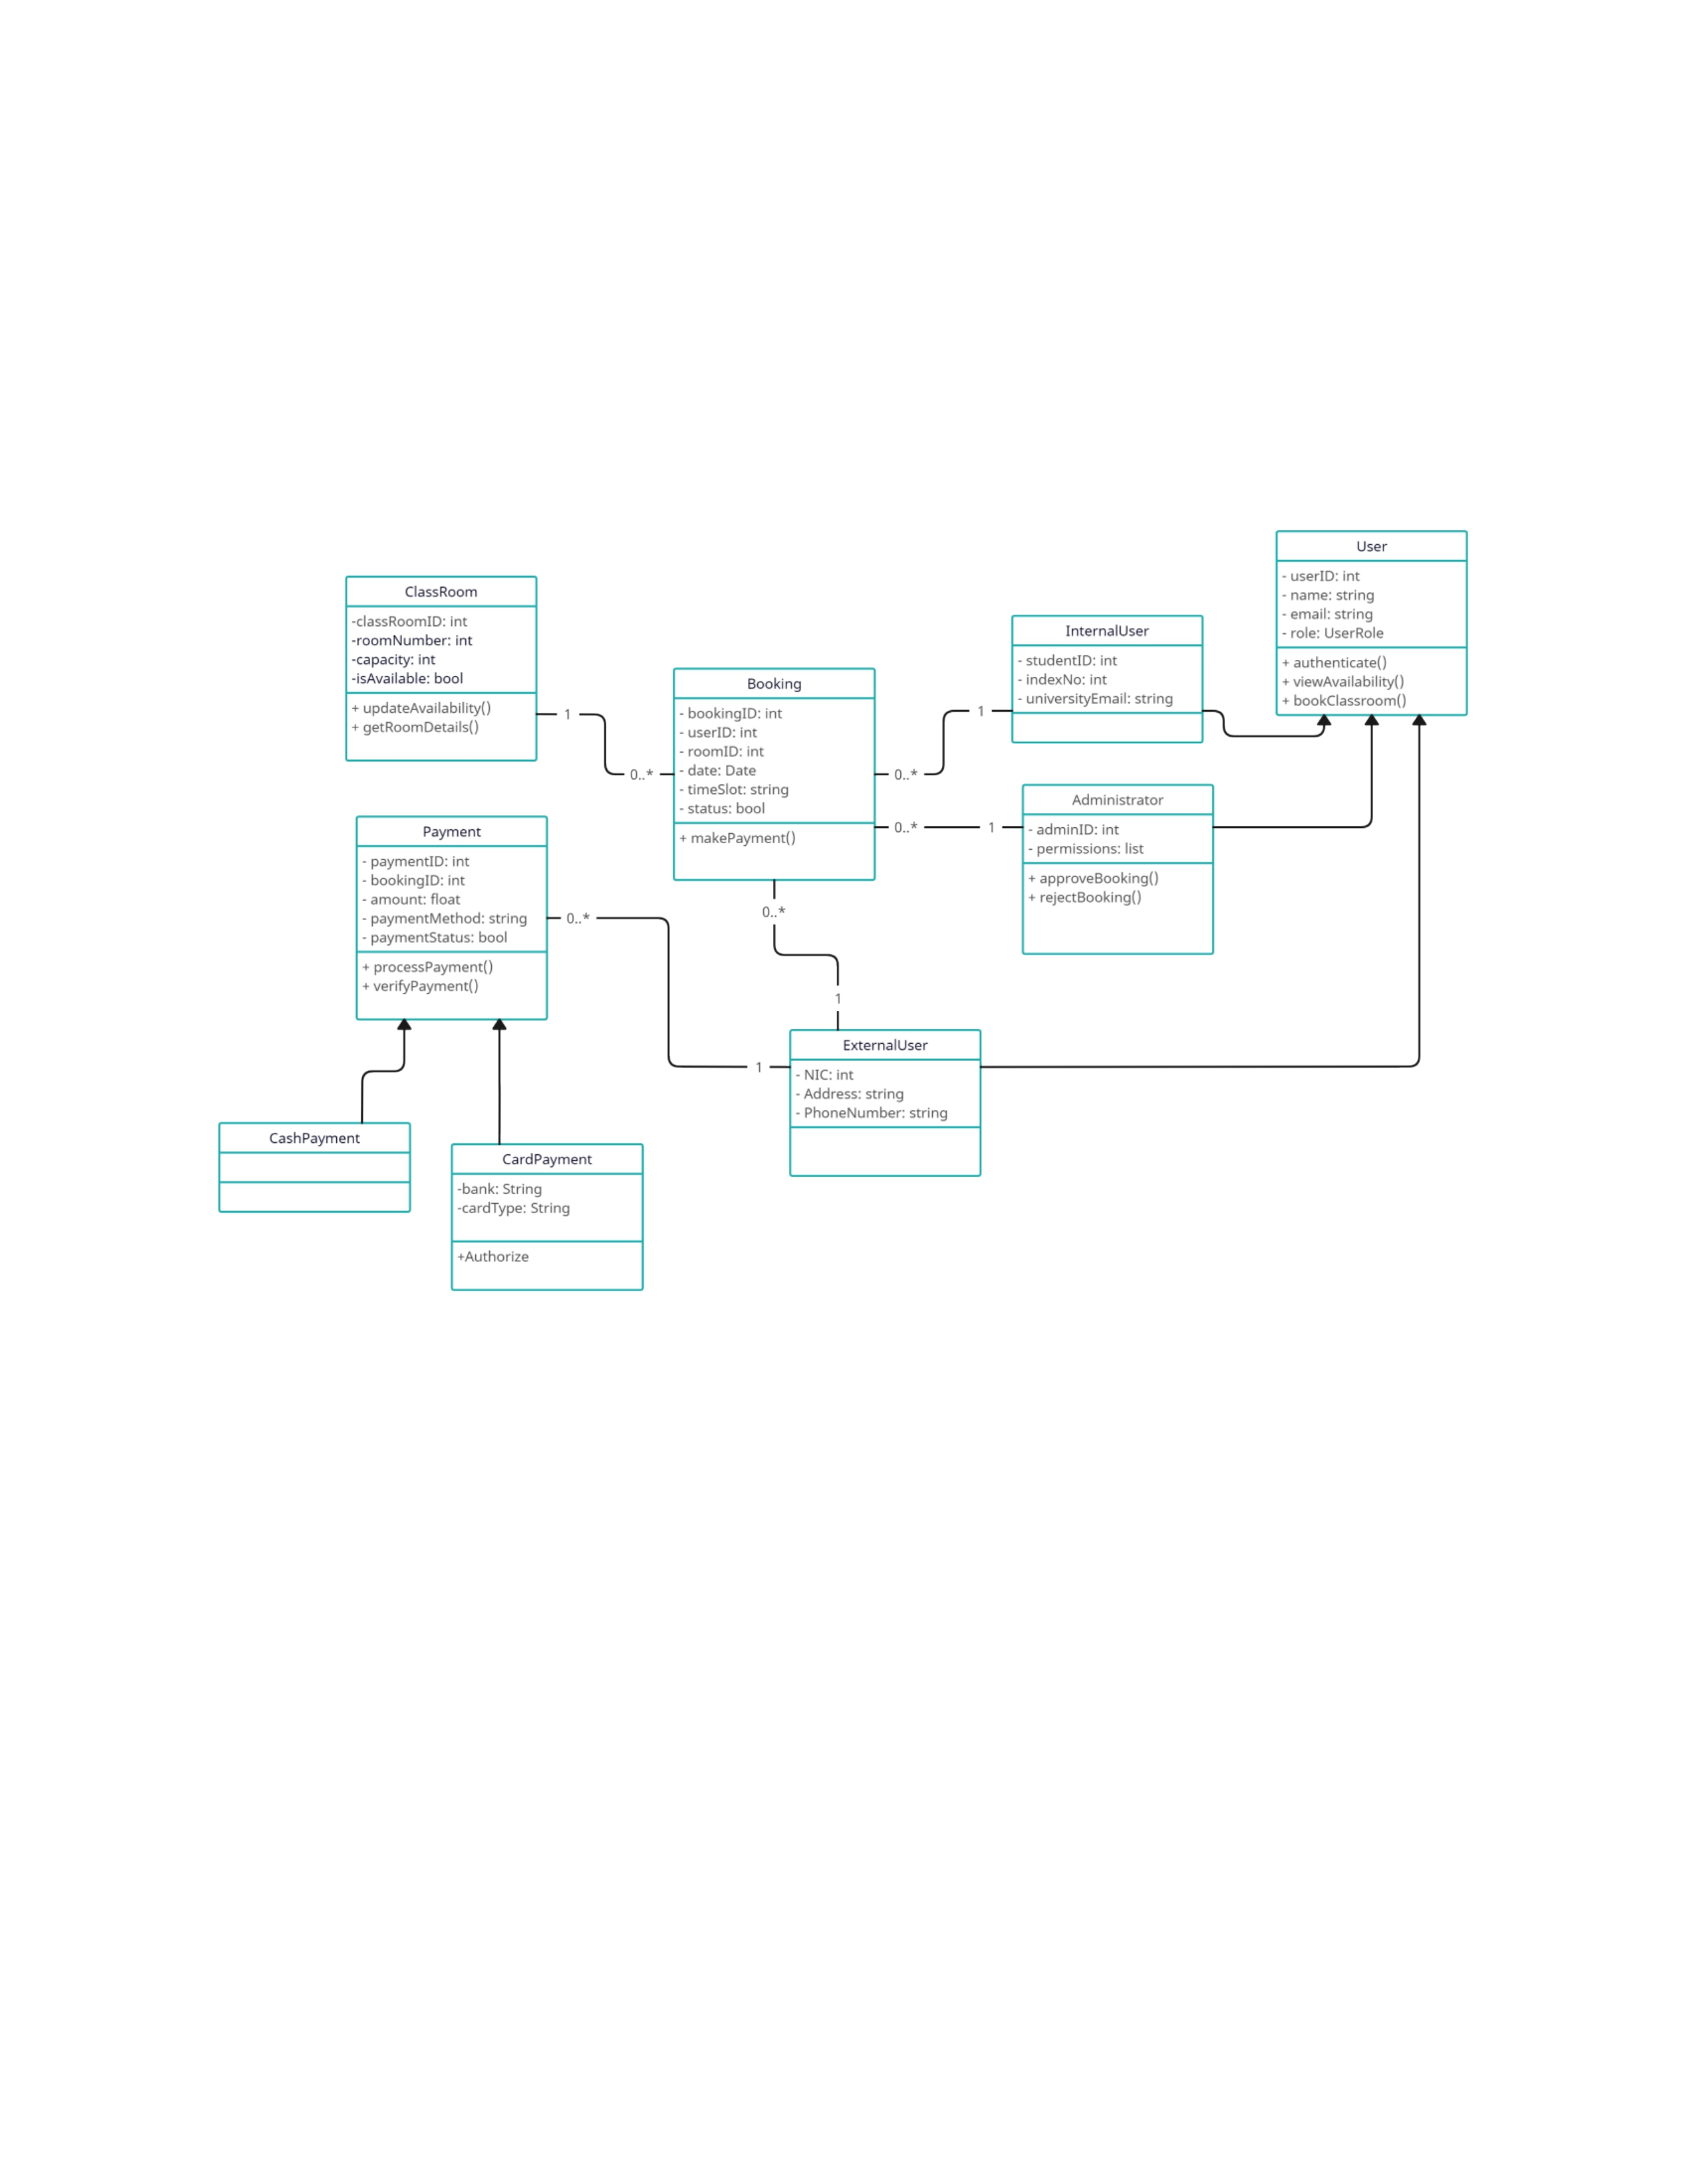 User
- userID: int
- name: string
- email: string
- role: UserRole
+ authenticate()
+ viewAvailability()
+ bookClassroom()
ClassRoom
-classRoomID: int
-roomNumber: int
-capacity: int
-isAvailable: bool
+ updateAvailability()
+ getRoomDetails()
1
0..*
InternalUser
- studentID: int
- indexNo: int
- universityEmail: string
1
0..*
Booking
- bookingID: int
- userID: int
- roomID: int
- date: Date
- timeSlot: string
- status: bool
+ makePayment()
0..*
1
Administrator
- adminID: int
- permissions: list
+ approveBooking()
+ rejectBooking()
Payment
- paymentID: int
- bookingID: int
- amount: float
- paymentMethod: string
- paymentStatus: bool
+ processPayment()
+ verifyPayment()
0..*
0..*
1
1
ExternalUser
- NIC: int
- Address: string
- PhoneNumber: string
CashPayment
CardPayment
-bank: String
-cardType: String
+Authorize